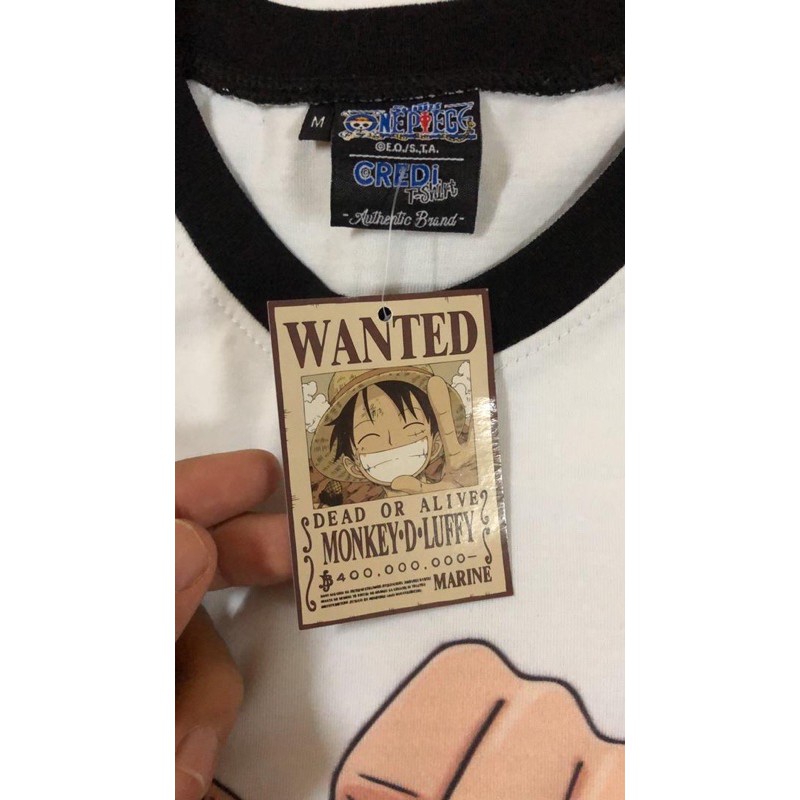 M
ONE PIECE
©E.O./S.,T.A.
CREDi
T-Shirt
- Authentic Brand -
WANTED
DEAD OR ALIVE
MONKEY·D·LUFFY
฿400,000,000-
MARINE